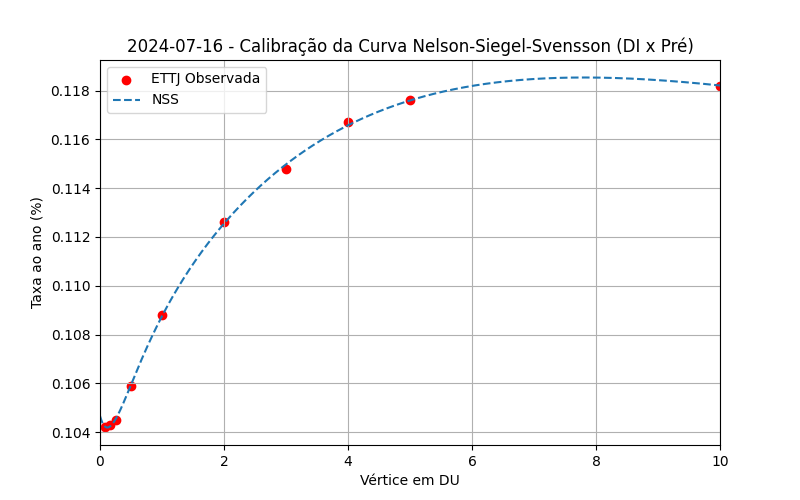 2024-07-16 - Calibração da Curva Nelson-Siegel-Svensson (DI x Pré)
ETTJ Observada
NSS
Taxa ao ano (%)
0.118
0.116
0.114
0.112
0.110
0.108
0.106
0.104
0 2 4 6 8 10
Vértice em DU